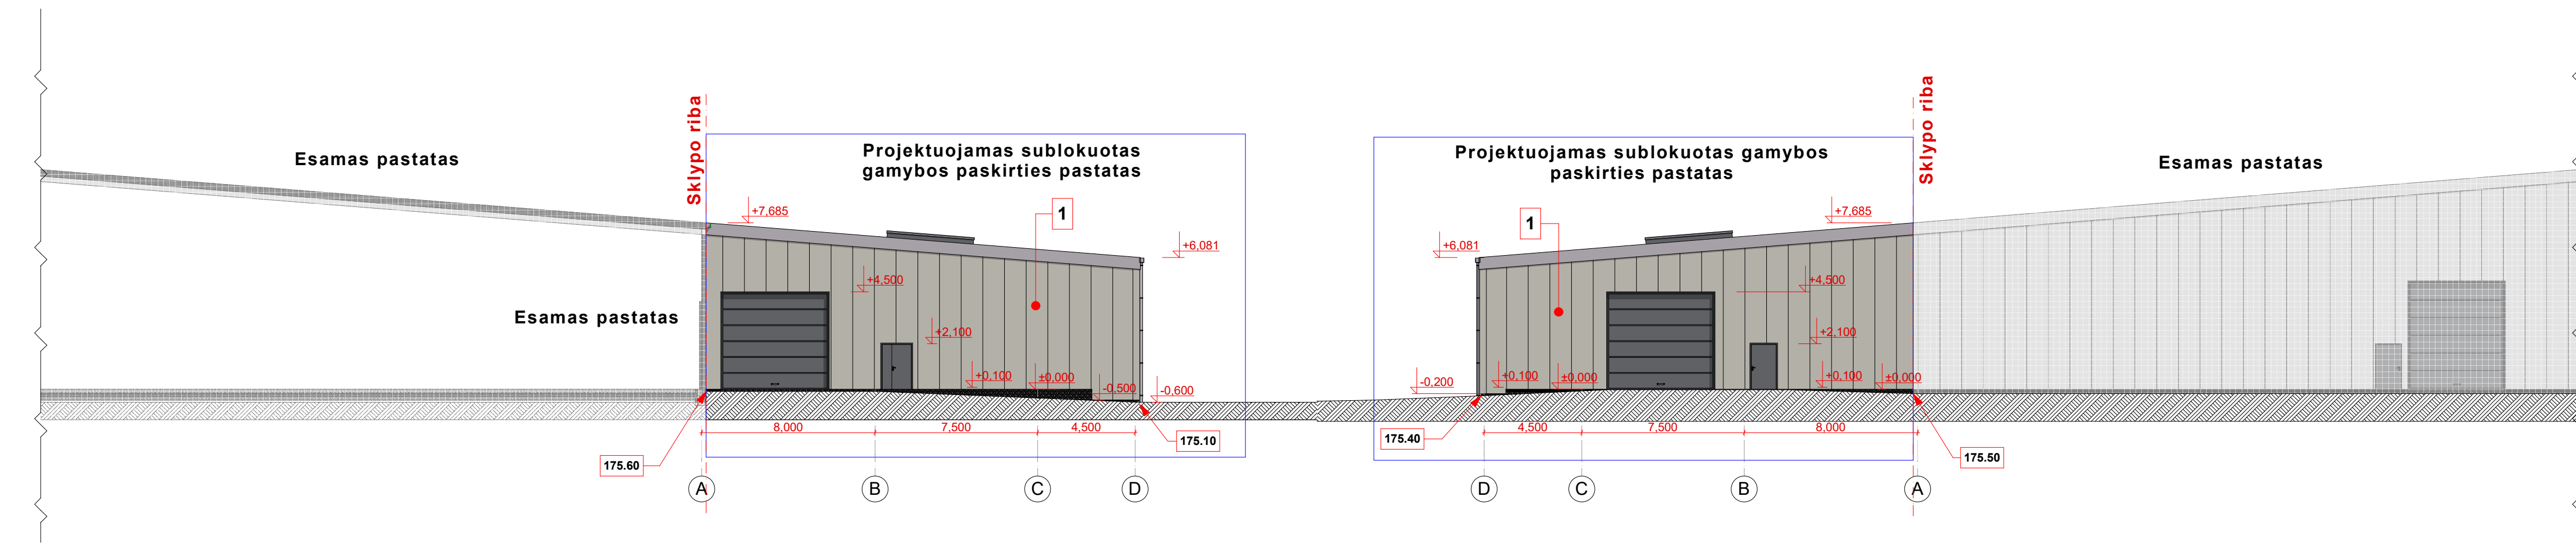 Esamas pastatas
Esamas pastatas
Sklypo riba
Projektuojamas sublokuotas
gamybos paskirties pastatas
1
+7,685
+6,081
+4,500
+2,100
+0,100
±0,000
-0,500
-0,600
8,000
7,500
4,500
175.60
175.10
A
B
C
D
Projektuojamas sublokuotas gamybos
paskirties pastatas
1
+7,685
+6,081
+4,500
+2,100
-0,200
+0,100
±0,000
+0,100
±0,000
4,500
7,500
8,000
175.40
175.50
D
C
B
A
Sklypo riba
Esamas pastatas